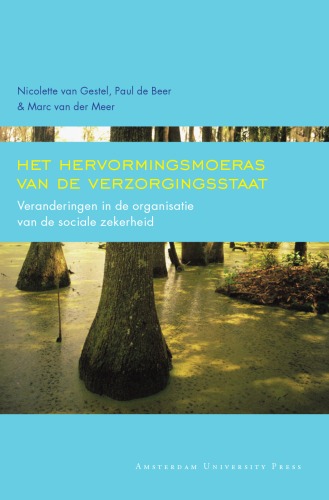 Nicolette van Gestel, Paul de Beer
& Marc van der Meer
HET HERVORMINGSMOERAS
VAN DE VERZORGINGSSTAAT
Veranderingen in de organisatie
van de sociale zekerheid
Amsterdam University Press